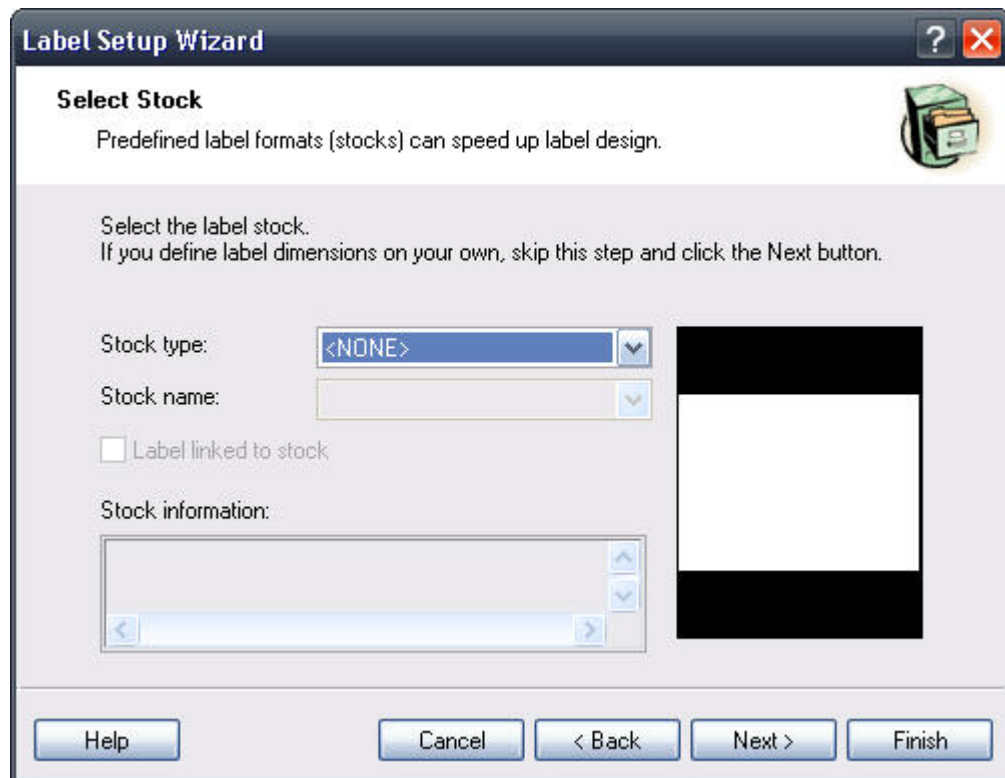 Label Setup Wizard
Select Stock
Predefined label formats (stocks) can speed up label design.
Select the label stock.
If you define label dimensions on your own, skip this step and click the Next button.
Stock type:
<NONE>
Stock name:
Label linked to stock
Stock information:
Help
Cancel
< Back
Next >
Finish